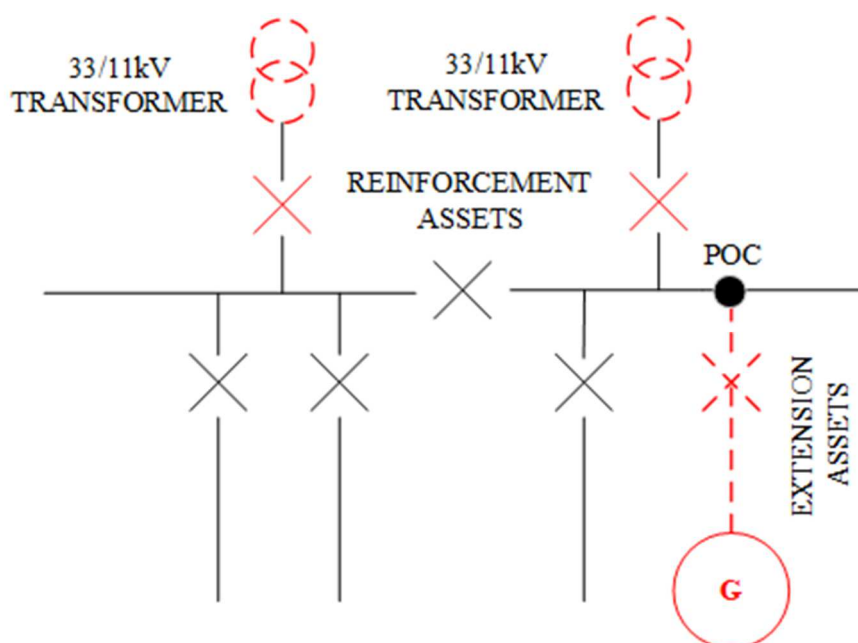 33/11kV
TRANSFORMER
33/11kV
TRANSFORMER
REINFORCEMENT
ASSETS
POC
EXTENSION
ASSETS
G